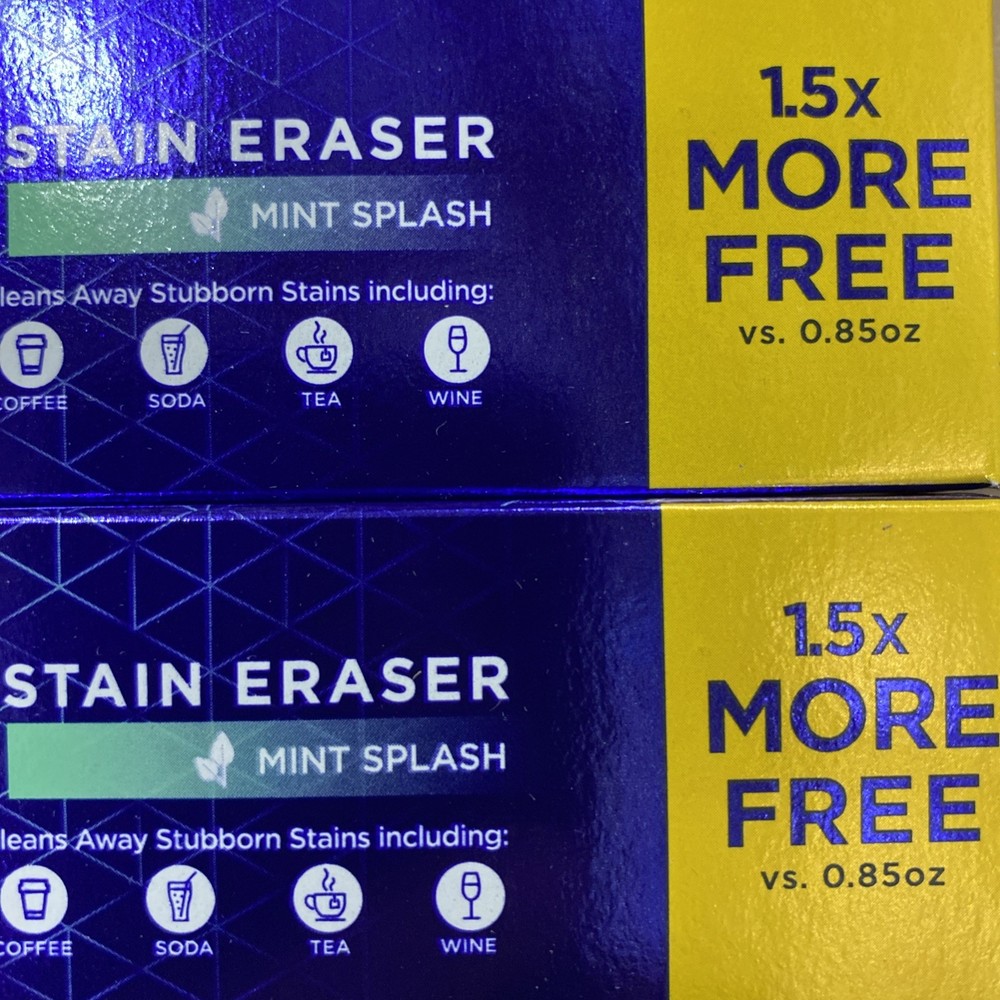 STAIN ERASER
MINT SPLASH
leans Away Stubborn Stains including:
COFFEE SODA TEA WINE
1.5x
MORE
FREE
vs. 0.85oz
STAIN ERASER
MINT SPLASH
leans Away Stubborn Stains including:
COFFEE SODA TEA WINE
1.5x
MORE
FREE
vs. 0.85oz